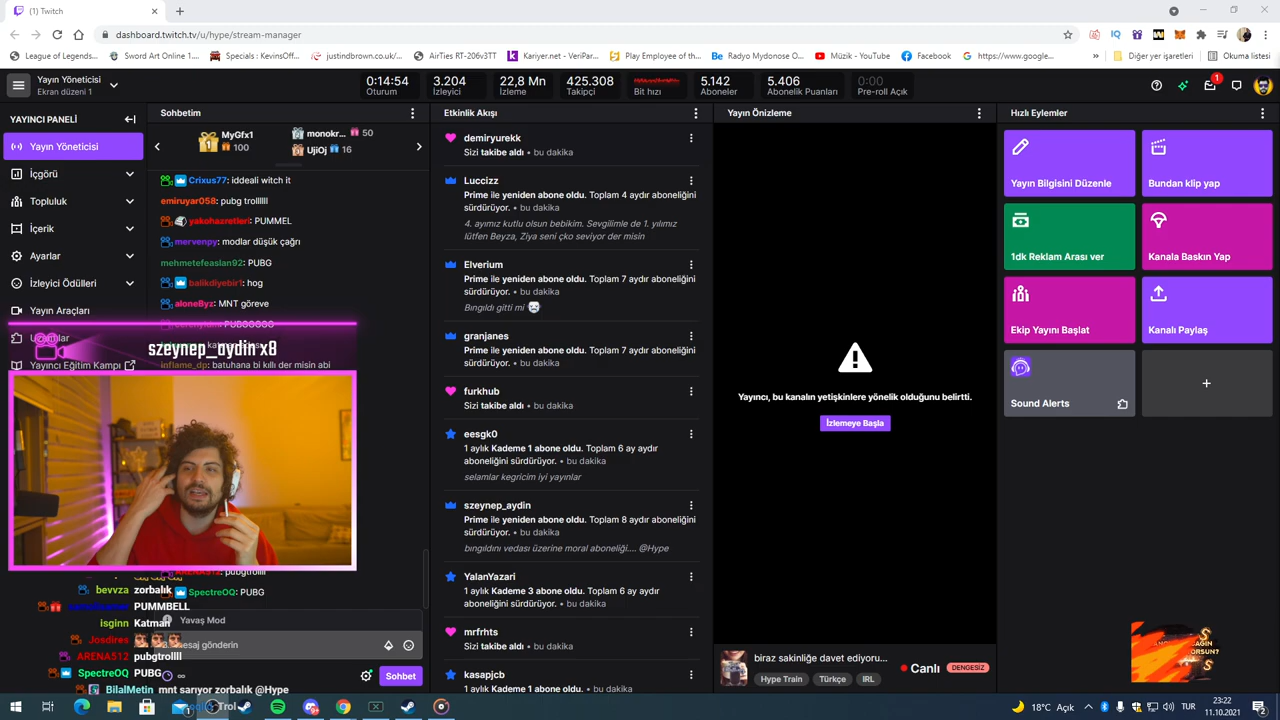 (1) Twitch
dashboard.twitch.tv/u/hype/stream-manager
League of Legends...
Sword Art Online 1...
Specials : KevinsOff...
justindbrown.co.uk/...
AirTies RT-206v3TT
Kariyer.net - VeriPar...
Play Employee of th...
Radyo Mydonose O...
Müzik - YouTube
Facebook
https://www.google...
Diğer yer işaretleri
Okuma listesi
Yayın Yöneticisi
Ekran düzeni 1
0:14:54
Oturum
3.204
İzleyici
22,8 Mn
İzlenme
425.308
Takipçi
Bit hızı
5.142
Aboneler
5.406
Abonelik Puanları
0:00
Pre-roll Açık
1
YAYINCI PANELİ
Yayın Yöneticisi
İçgörü
Topluluk
İçerik
Ayarlar
İzleyici Ödülleri
Yayın Araçları
Yayıncı Eğitim Kampı
Sohbetim
MyGfx1
100
monokr... 50
UjiOj 16
Crixus77: iddeali witch it
emiruyar058: pubg trollllll
yakohazretleri: PUMMEL
mervenpy: modlar düşük çağrı
mehmetefeaslan92: PUBG
balikdiyebir1: hog
aloneByz: MNT göreve
inflame_dp: batuhana bi kıllı der misin abi
szeynep_aydin x8
SpectreOQ: PUBG
Yavaş Mod
mesaj gönderin
Sohbet
bevvza zorbalık
PUMMBELL
isginn Katman
Josdires
ARENA512 pubgtrollll
SpectreOQ PUBG
BilalMetin mnt sarıyor zorbalık @Hype
Etkinlik Akışı
demiryurekk
Sizi takibe aldı • bu dakika
Luccizz
Prime ile yeniden abone oldu. Toplam 4 aydır aboneliğini
sürdürüyor. • bu dakika
4. ayımız kutlu olsun bebikim. Sevgilimle de 1. yılımız
lütfen Beyza, Ziya seni çko seviyor der misin
Elverium
Prime ile yeniden abone oldu. Toplam 7 aydır aboneliğini
sürdürüyor. • bu dakika
Bıngıldı gitti mi
granjanes
Prime ile yeniden abone oldu. Toplam 7 aydır aboneliğini
sürdürüyor. • bu dakika
furkhub
Sizi takibe aldı • bu dakika
eesgk0
1 aylık Kademe 1 abone oldu. Toplam 6 ay aydır
aboneliğini sürdürüyor. • bu dakika
selamlar kegricim iyi yayınlar
szeynep_aydin
Prime ile yeniden abone oldu. Toplam 8 aydır aboneliğini
sürdürüyor. • bu dakika
bıngıldını vedası üzerine moral aboneliği.... @Hype
YalanYazari
1 aylık Kademe 3 abone oldu. Toplam 6 ay aydır
aboneliğini sürdürüyor. • bu dakika
mrfrhts
Sizi takibe aldı • bu dakika
kasapjcb
1 aylık Kademe 1 abone oldu. • bu dakika
Yayın Önizleme
Yayıncı, bu kanalın yetişkinlere yönelik olduğunu belirtti.
İzlemeye Başla
biraz sakinliğe davet ediyoru...
Hype Train
Türkçe
IRL
Canlı
DENGESİZ
Hızlı Eylemler
Yayın Bilgisini Düzenle
Bundan klip yap
1dk Reklam Arası ver
Kanala Baskın Yap
Ekip Yayını Başlat
Kanalı Paylaş
Sound Alerts
18°C Açık
TUR
23:22
11.10.2021
2